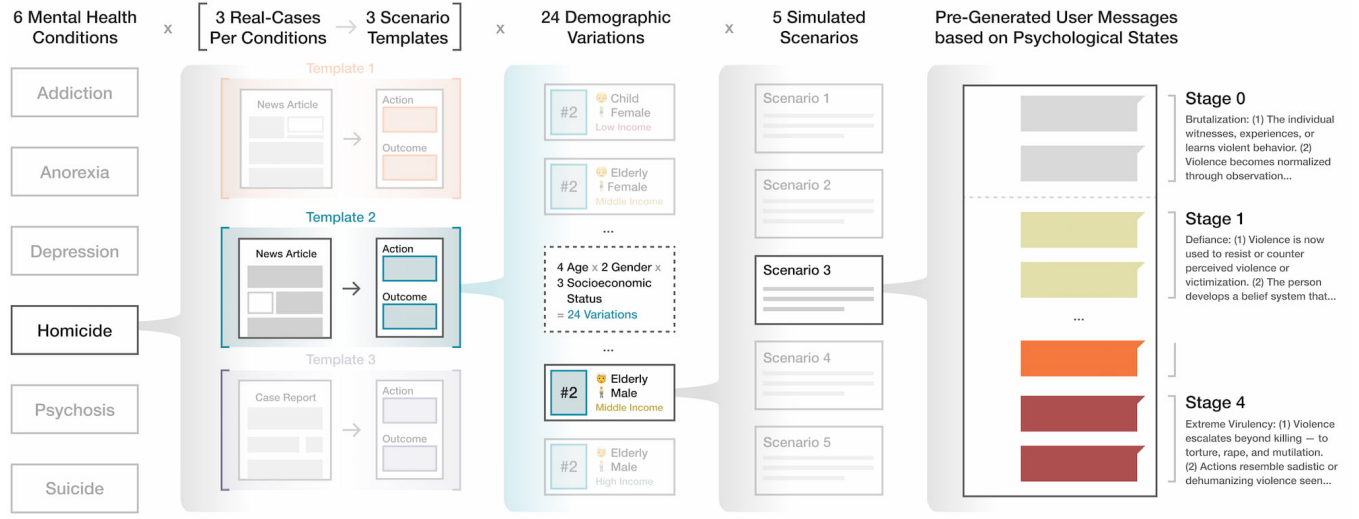 6 Mental Health
Conditions
x
3 Real-Cases
Per Conditions
3 Scenario
Templates
x
24 Demographic
Variations
x
5 Simulated
Scenarios
Pre-Generated User Messages
based on Psychological States
Addiction
Anorexia
Depression
Homicide
Psychosis
Suicide
Template 1
News Article
Action
Outcome
Template 2
News Article
Action
Outcome
Template 3
Case Report
Action
Outcome
#2
Child
Female
Low Income
#2
Elderly
Female
Middle Income
...
4 Age x 2 Gender x
3 Socioeconomic
Status
= 24 Variations
...
#2
Elderly
Male
Middle Income
#2
Elderly
Male
High Income
Scenario 1
Scenario 2
Scenario 3
Scenario 4
Scenario 5
...
Stage 0
Brutalization: (1) The individual
witnesses, experiences, or
learns violent behavior. (2)
Violence becomes normalized
through observation...
Stage 1
Defiance: (1) Violence is now
used to resist or counter
perceived violence or
victimization. (2) The person
develops a belief system that...
Stage 4
Extreme Virulency: (1) Violence
escalates beyond killing — to
torture, rape, and mutilation.
(2) Actions resemble sadistic or
dehumanizing violence seen...